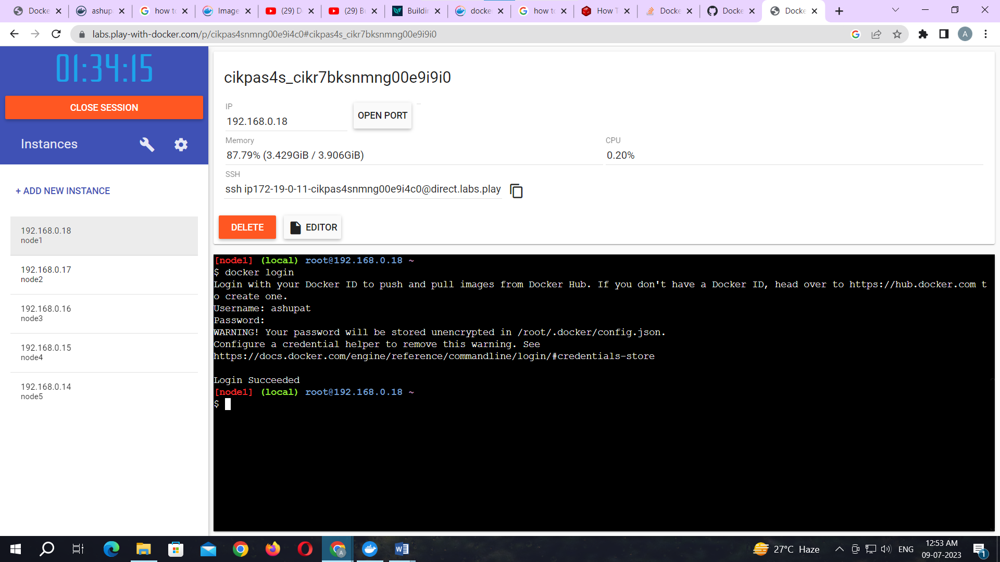 Docke
ashup
how to
Image
(29) D
(29) Bu
Buildin
docke
how to
How T
Docke
Docke
Docke
labs.play-with-docker.com/p/cikpas4snmng00e9i4c0#cikpas4s_cikr7bksnmng00e9i9i0
A
01:34:15
CLOSE SESSION
Instances
+ ADD NEW INSTANCE
192.168.0.18
node1
192.168.0.17
node2
192.168.0.16
node3
192.168.0.15
node4
192.168.0.14
node5
cikpas4s_cikr7bksnmng00e9i9i0
IP
192.168.0.18
OPEN PORT
Memory
87.79% (3.429GiB / 3.906GiB)
CPU
0.20%
SSH
ssh ip172-19-0-11-cikpas4snmng00e9i4c0@direct.labs.play
DELETE
EDITOR
[node1] (local) root@192.168.0.18 ~
$ docker login
Login with your Docker ID to push and pull images from Docker Hub. If you don't have a Docker ID, head over to https://hub.docker.com t
o create one.
Username: ashupat
Password:
WARNING! Your password will be stored unencrypted in /root/.docker/config.json.
Configure a credential helper to remove this warning. See
https://docs.docker.com/engine/reference/commandline/login/#credentials-store
Login Succeeded
[node1] (local) root@192.168.0.18 ~
$
27°C Haze
ENG
12:53 AM
09-07-2023
1